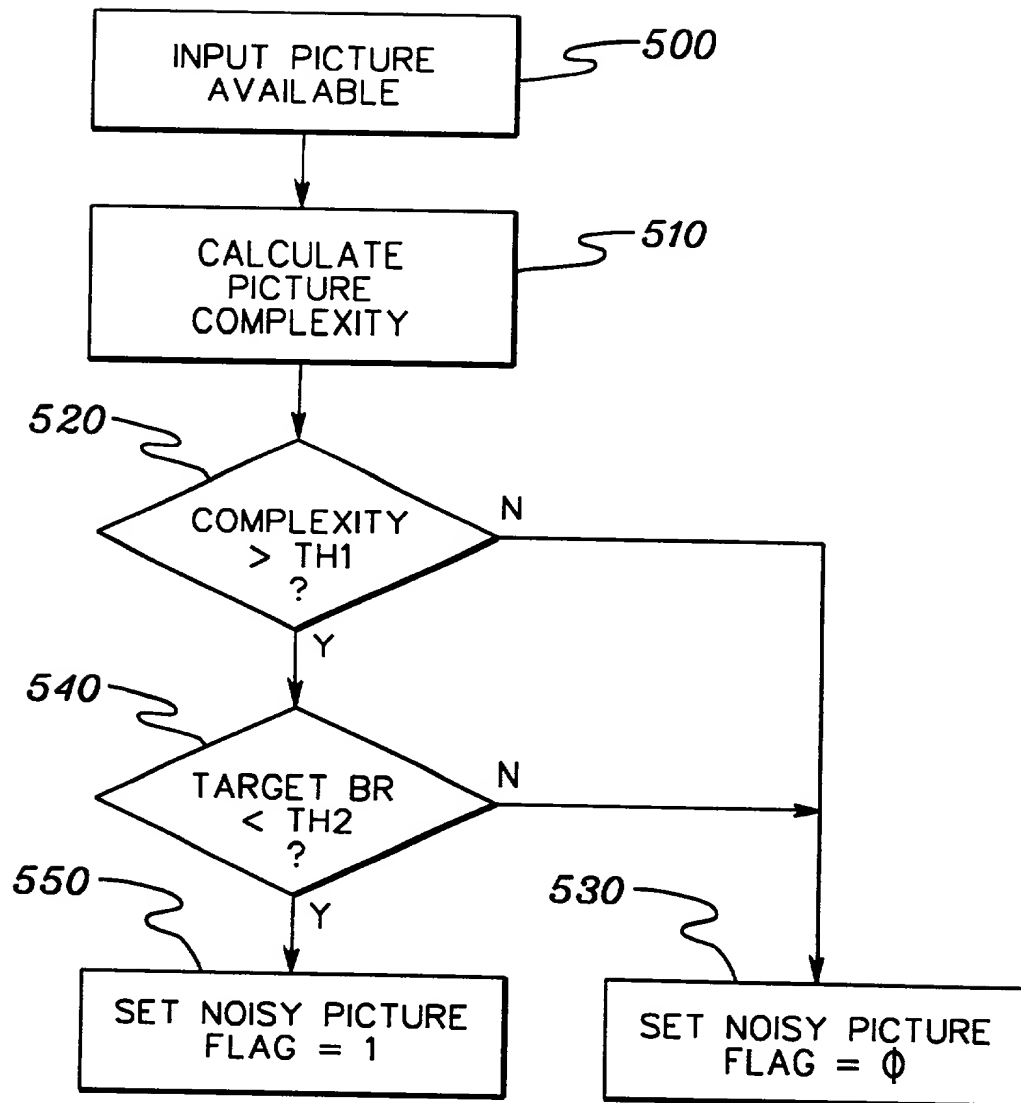 INPUT PICTURE
AVAILABLE
500
CALCULATE
PICTURE
COMPLEXITY
510
520
COMPLEXITY
> TH1
?
N
Y
540
TARGET BR
< TH2
?
N
Y
550
SET NOISY PICTURE
FLAG = 1
530
SET NOISY PICTURE
FLAG = ϕ